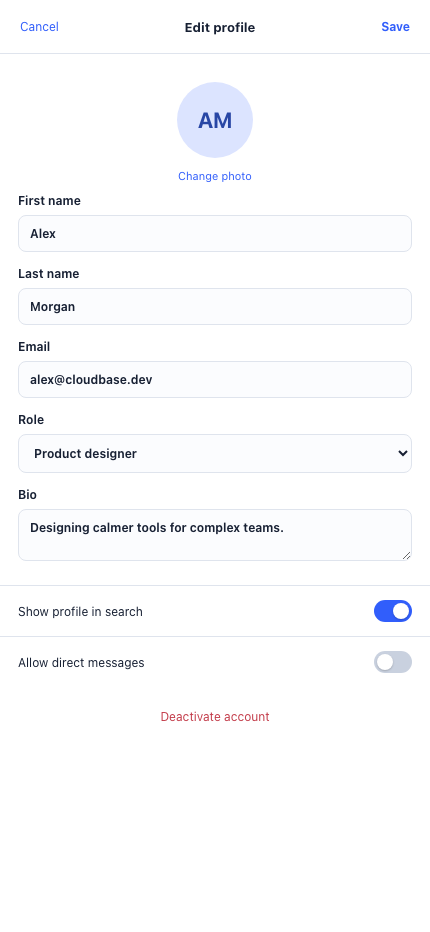 Cancel
Edit profile
Save
AM
Change photo
First name
Alex
Last name
Morgan
Email
alex@cloudbase.dev
Role
Product designer
Bio
Designing calmer tools for complex teams.
Show profile in search
Allow direct messages
Deactivate account